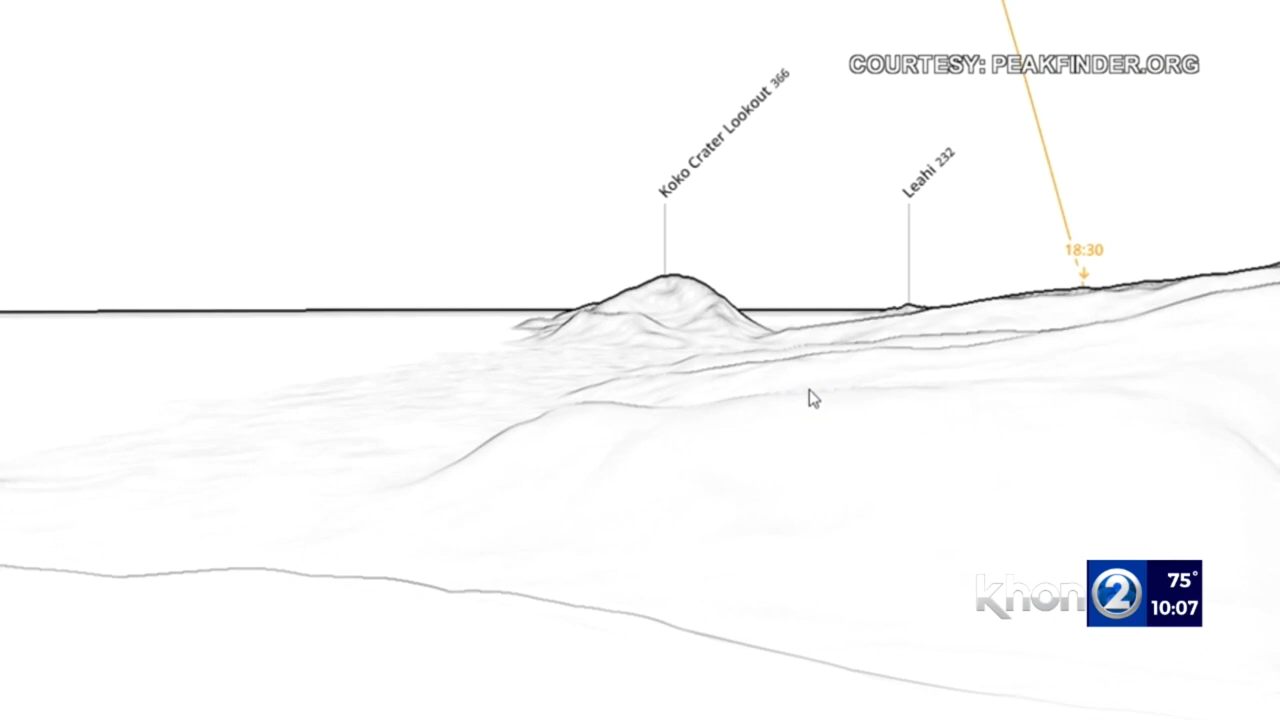 COURTESY: PEAKFINDER.ORG
Koko Crater Lookout 366
Leahi 232
18:30
khon 2
75°
10:07